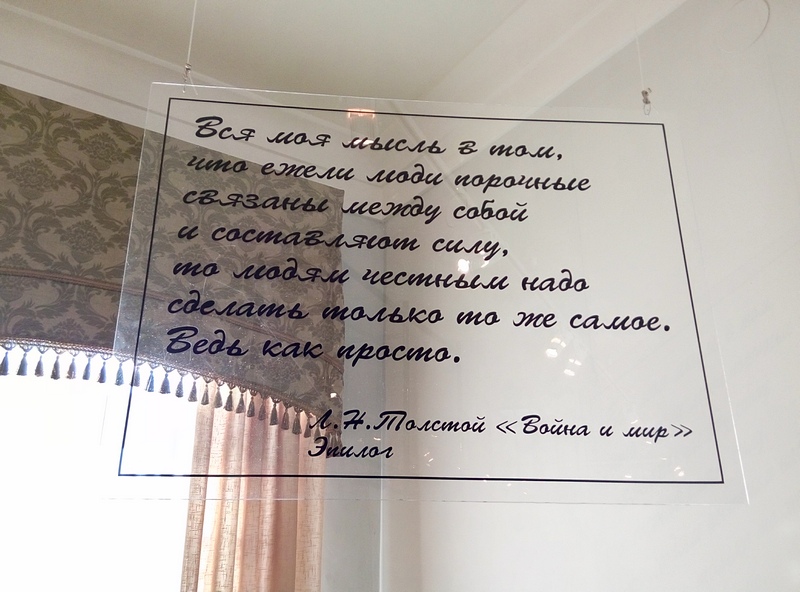 Вся моя мысль в том,
что ежели люди порочные
связаны между собой
и составляют силу,
то людям честным надо
сделать только то же самое.
Ведь как просто.
Л.Н.Толстой «Война и мир»
Эпилог